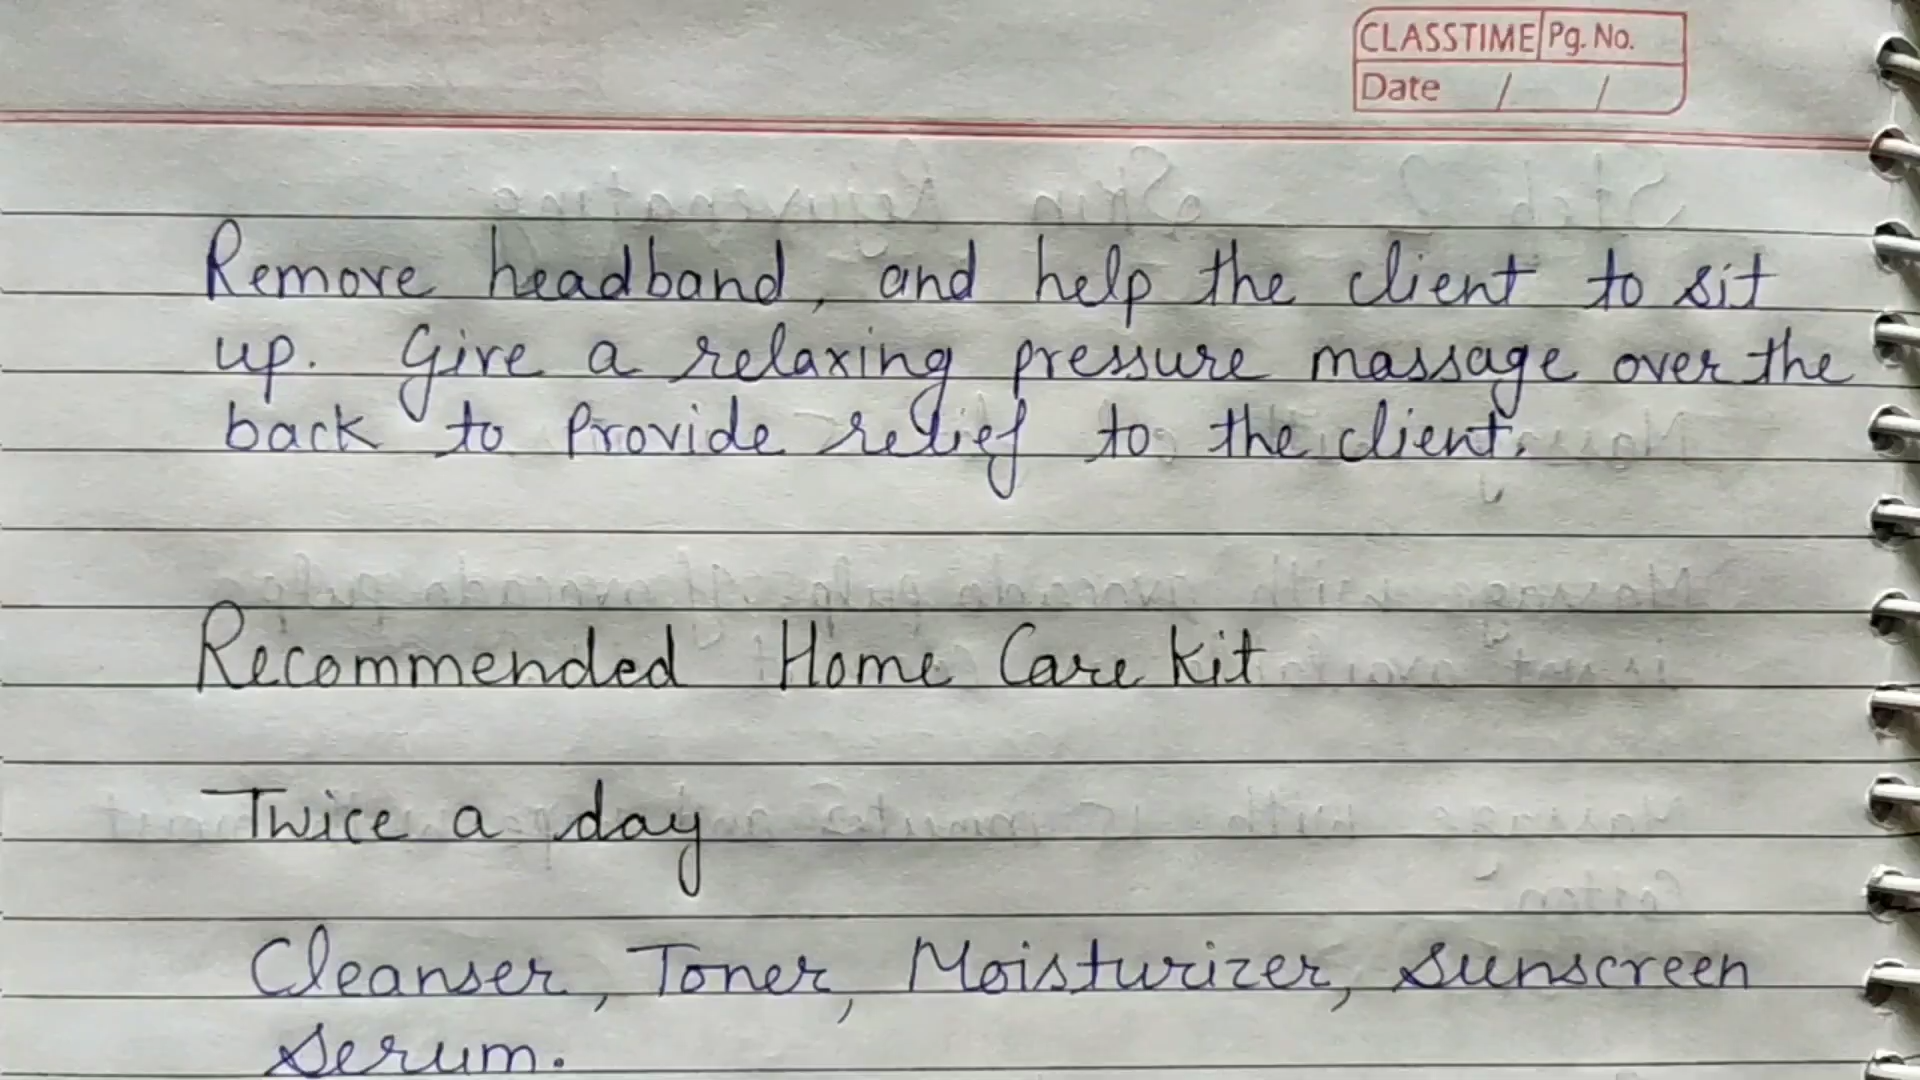 CLASSTIME Pg. No.
Date / /
Remove headband, and help the client to sit
up. Give a relaxing pressure massage over the
back to Provide relief to the client.
Recommended Home Care Kit
Twice a day
Cleanser, Toner, Moisturizer, Sunscreen
Serum.